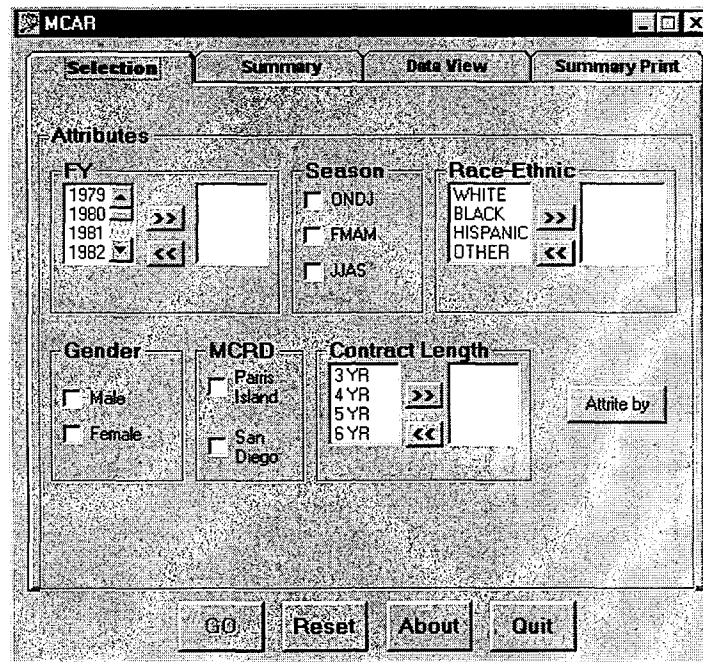 MCAR
Selection Summary Data View Summary Print
Attributes
FY
1979
1980
1981
1982
>>
<<
Season
ONDJ
FMAM
JJAS
Race-Ethnic
WHITE
BLACK
HISPANIC
OTHER
>>
<<
Gender
Male
Female
MCRD
Parris
Island
San
Diego
Contract Length
3 YR
4 YR
5 YR
6 YR
>>
<<
Attrite by
GO Reset About Quit